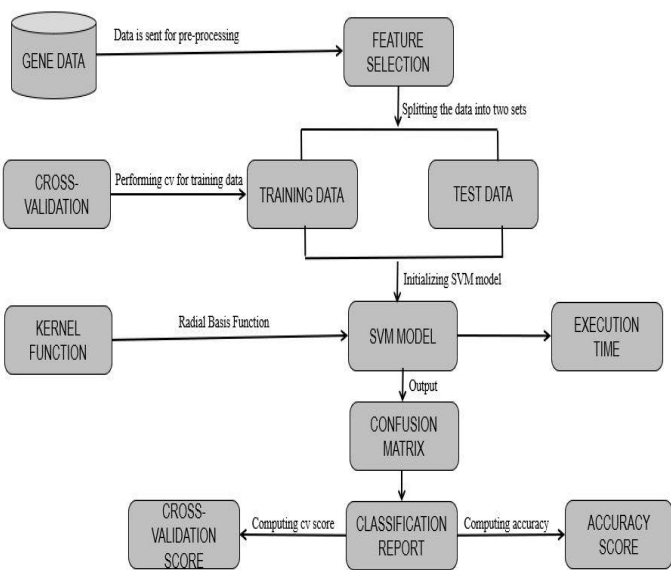 GENE DATA
Data is sent for pre-processing
FEATURE
SELECTION
Splitting the data into two sets
CROSS-
VALIDATION
Performing cv for training data
TRAINING DATA
TEST DATA
Initializing SVM model
KERNEL
FUNCTION
Radial Basis Function
SVM MODEL
EXECUTION
TIME
Output
CONFUSION
MATRIX
CROSS-
VALIDATION
SCORE
Computing cv score
CLASSIFICATION
REPORT
Computing accuracy
ACCURACY
SCORE